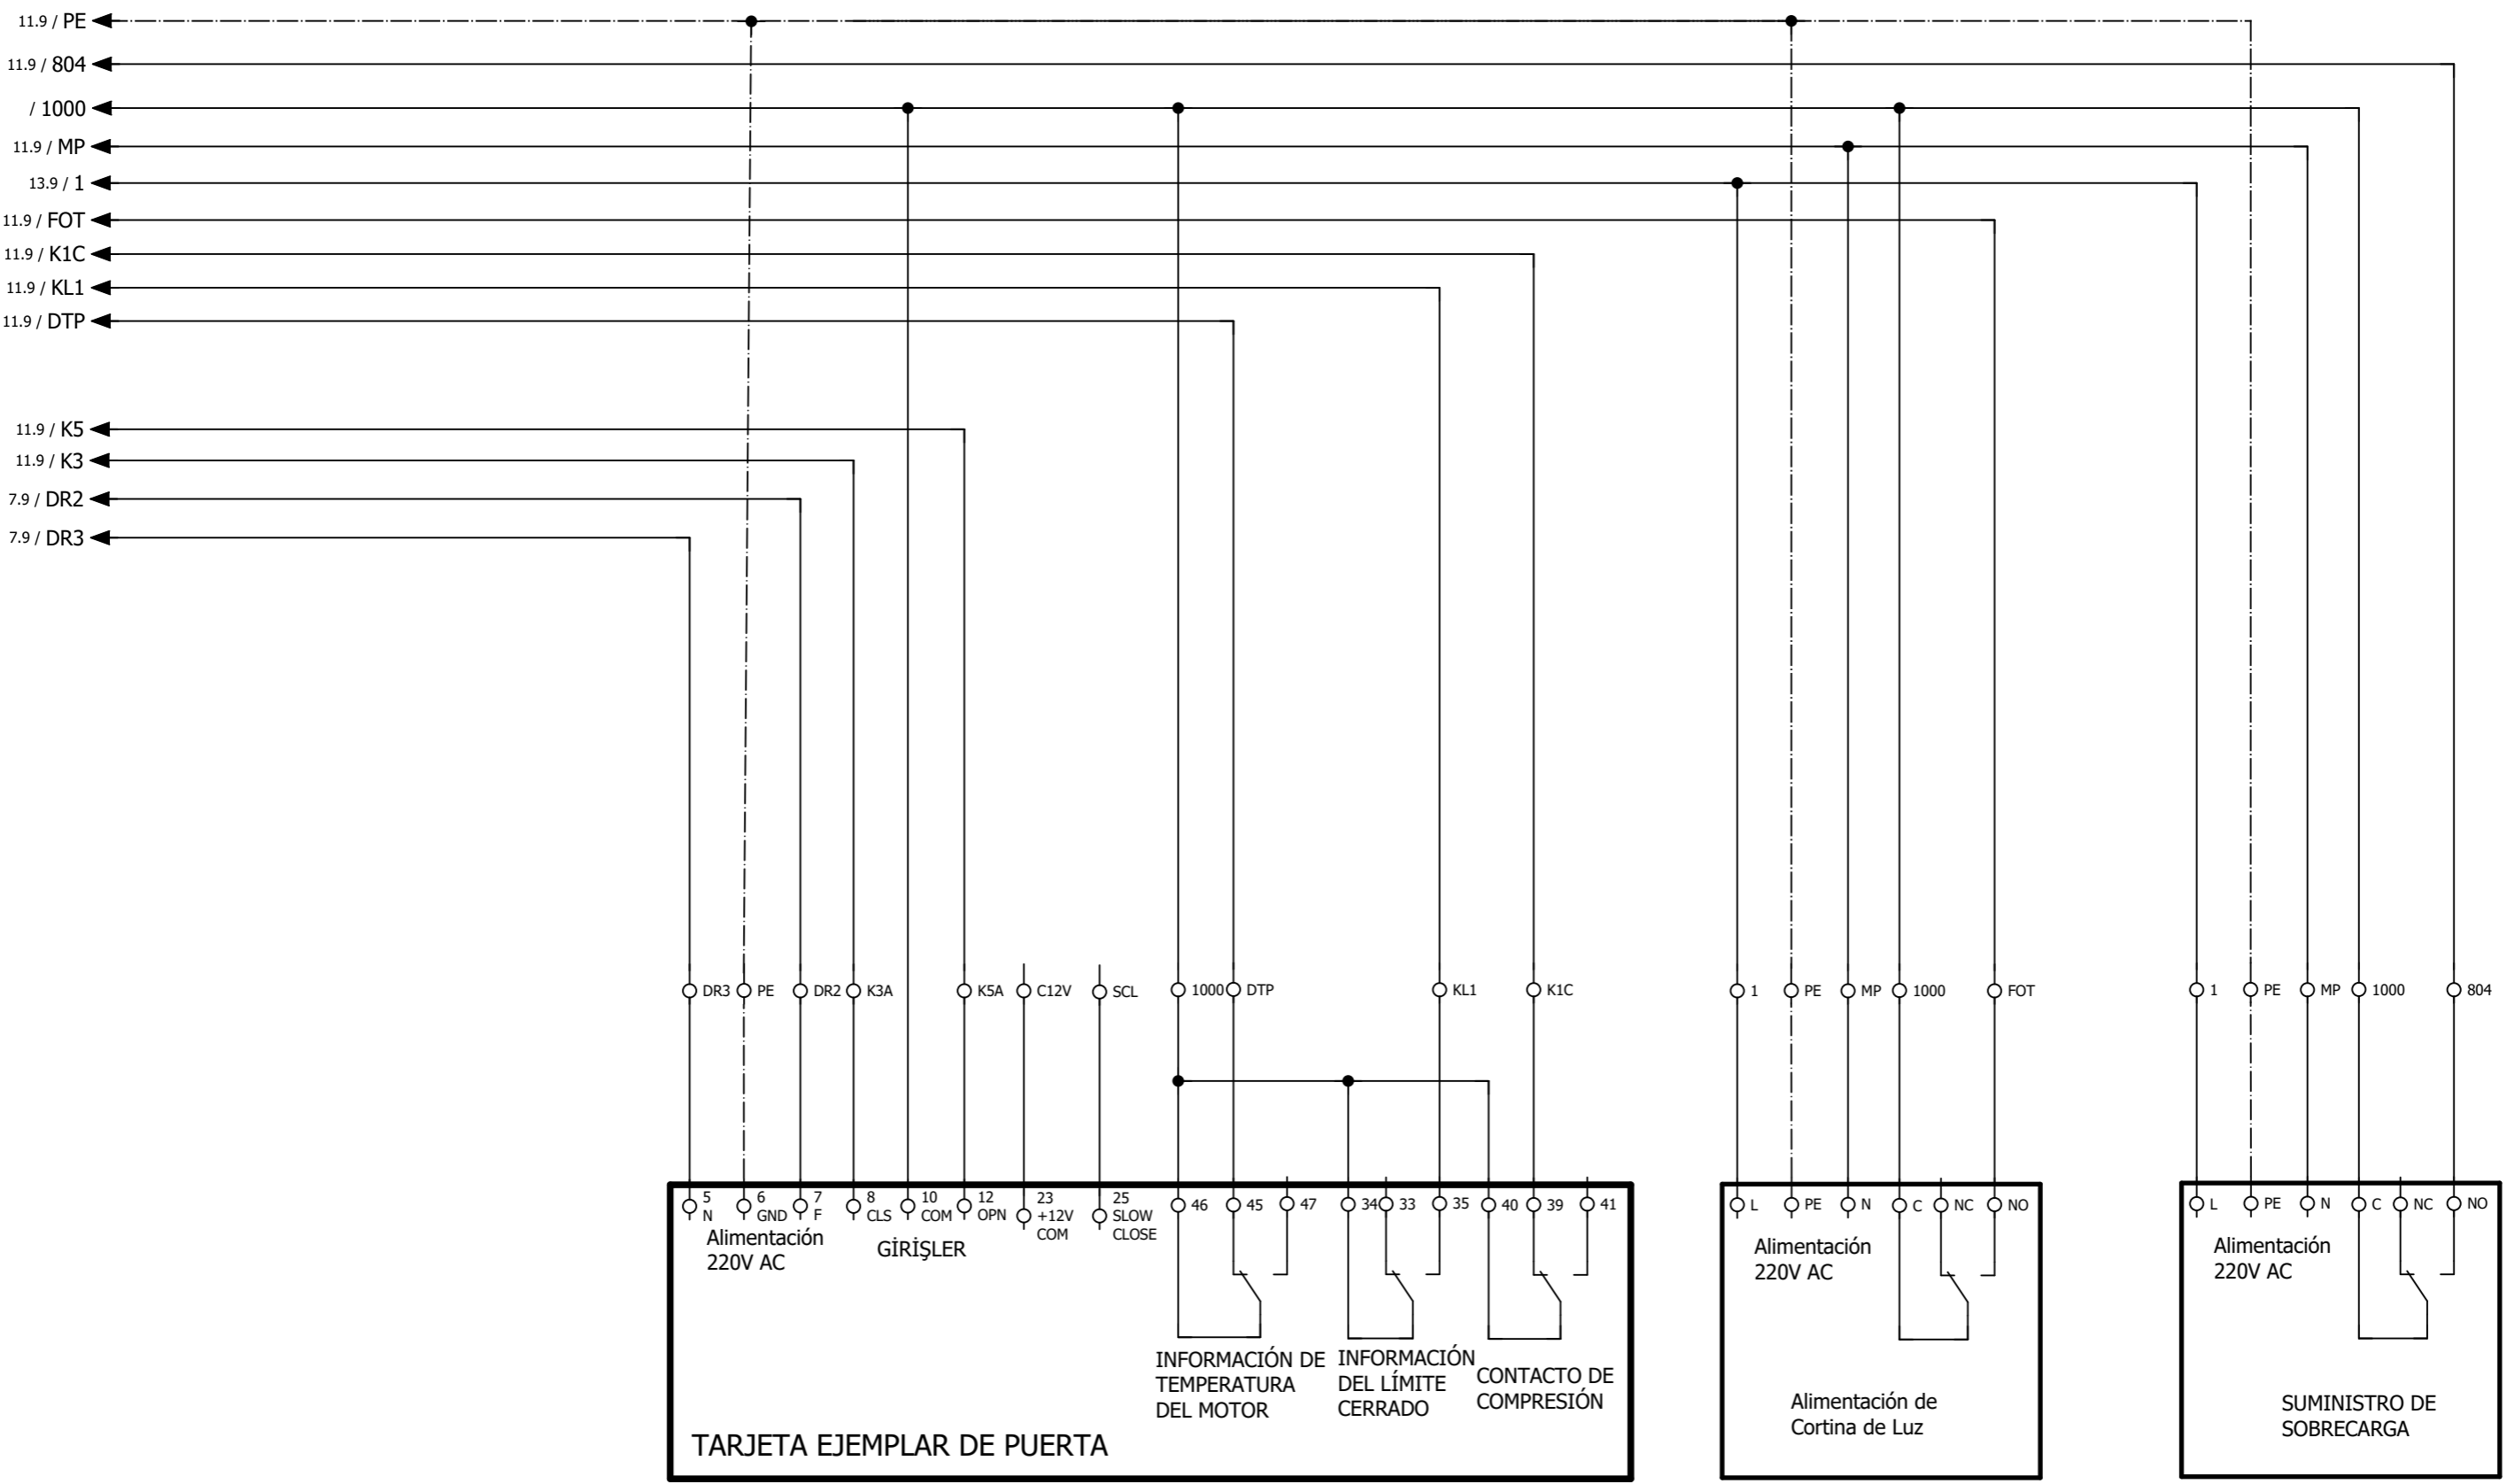 11.9 / PE
11.9 / 804
/ 1000
11.9 / MP
13.9 / 1
11.9 / FOT
11.9 / K1C
11.9 / KL1
11.9 / DTP
11.9 / K5
11.9 / K3
7.9 / DR2
7.9 / DR3
DR3 PE DR2 K3A K5A C12V SCL 1000 DTP KL1 K1C 1 PE MP 1000 FOT 1 PE MP 1000 804
5 6 7 8 10 12 23 25 46 45 47 34 33 35 40 39 41 L PE N C NC NO L PE N C NC NO
N GND F CLS COM OPN +12V SLOW
COM CLOSE
Alimentación
220V AC
GİRİŞLER
INFORMACIÓN DE
TEMPERATURA
DEL MOTOR
INFORMACIÓN
DEL LÍMITE
CERRADO
CONTACTO DE
COMPRESIÓN
TARJETA EJEMPLAR DE PUERTA
Alimentación
220V AC
Alimentación de
Cortina de Luz
Alimentación
220V AC
SUMINISTRO DE
SOBRECARGA